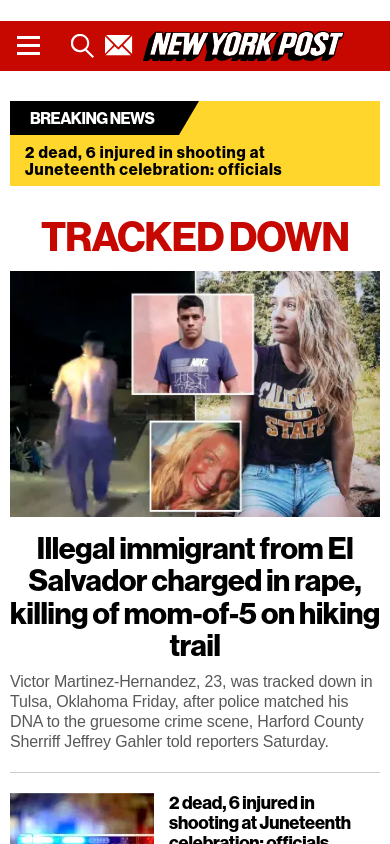 NEW YORK POST
BREAKING NEWS
2 dead, 6 injured in shooting at
Juneteenth celebration: officials
TRACKED DOWN
NIKE
JUST
CALIFORNIA
STATE
Illegal immigrant from El
Salvador charged in rape,
killing of mom-of-5 on hiking
trail
Victor Martinez-Hernandez, 23, was tracked down in
Tulsa, Oklahoma Friday, after police matched his
DNA to the gruesome crime scene, Harford County
Sherriff Jeffrey Gahler told reporters Saturday.
2 dead, 6 injured in
shooting at Juneteenth
celebration: officials